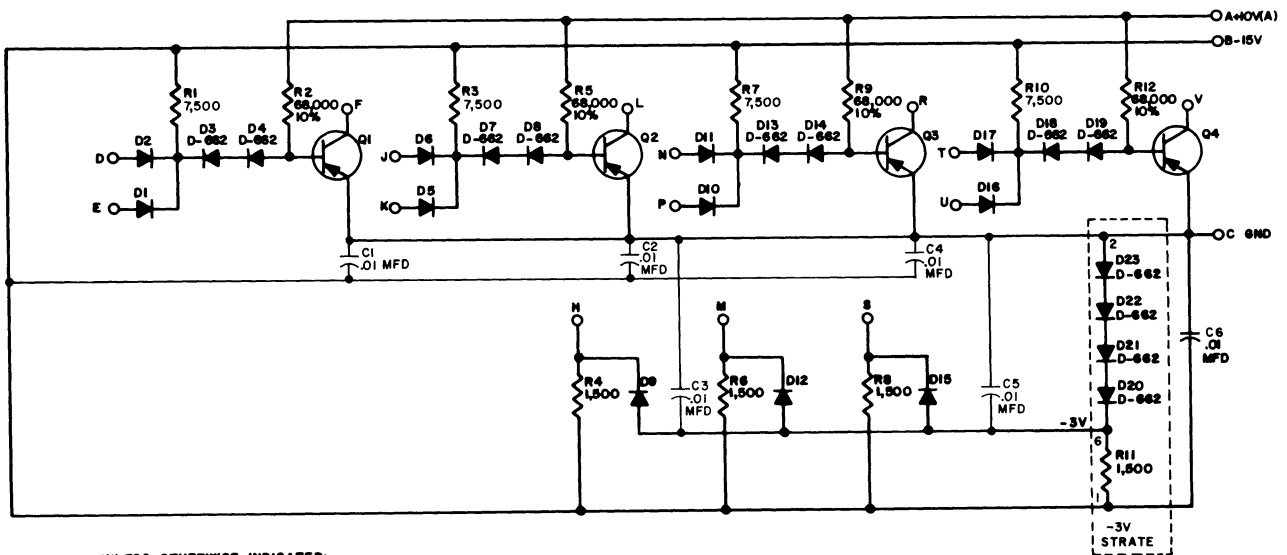 A+10V(A)
B-15V
R1
7,500
R2
68,000
10%
F
R3
7,500
R5
68,000
10%
L
R7
7,500
R9
68,000
10%
R
R10
7,500
R12
68,000
10%
V
D
D2
D3
D-662
D4
D-662
Q1
J
D6
D7
D-662
D8
D-662
Q2
N
D11
D13
D-662
D14
D-662
Q3
T
D17
D18
D-662
D19
D-662
Q4
E
D1
K
D5
P
D10
U
D16
C GND
C1
.01 MFD
C2
.01
MFD
C4
.01
MFD
2
D23
D-662
D22
D-662
D21
D-662
D20
D-662
C6
.01
MFD
H
M
S
R4
1,500
D9
C3
.01
MFD
R6
1,500
D12
R8
1,500
D15
C5
.01
MFD
-3V
6
R11
1,500
1
-3V
STRATE